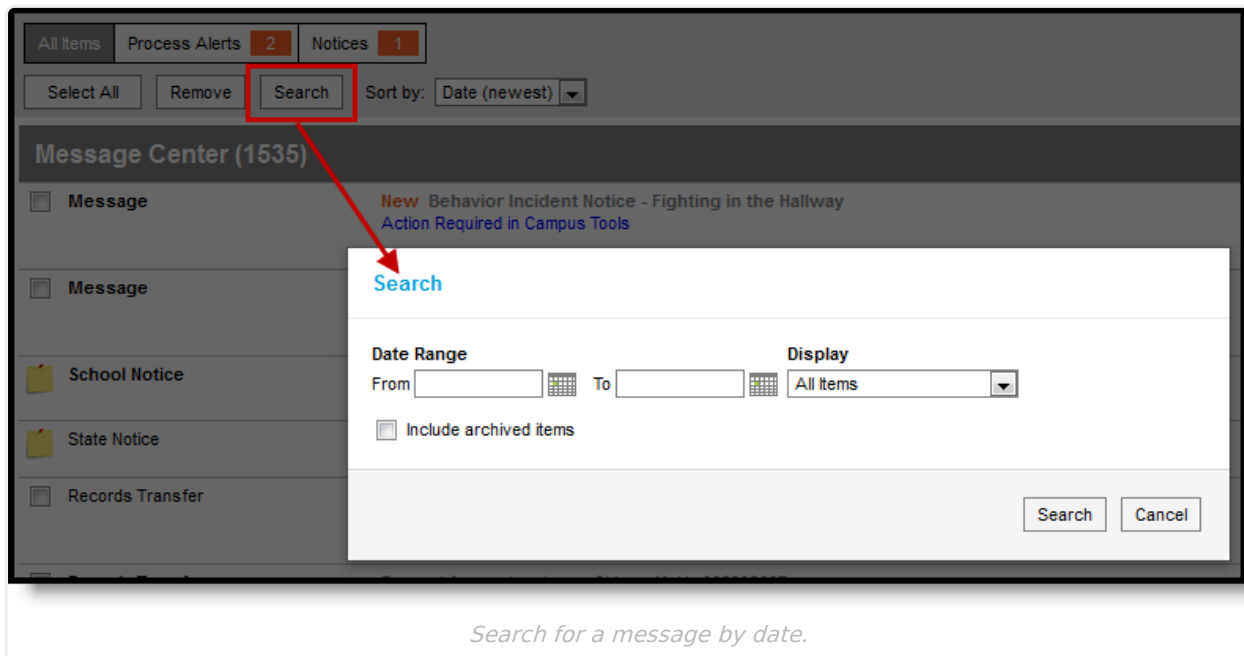 All Items Process Alerts 2 Notices 1
Select All Remove Search Sort by: Date (newest)
Message Center (1535)
Message New Behavior Incident Notice - Fighting in the Hallway
Action Required in Campus Tools
Message
School Notice
State Notice
Records Transfer
Search
Date Range Display
From To All Items
Include archived items
Search Cancel
Search for a message by date.